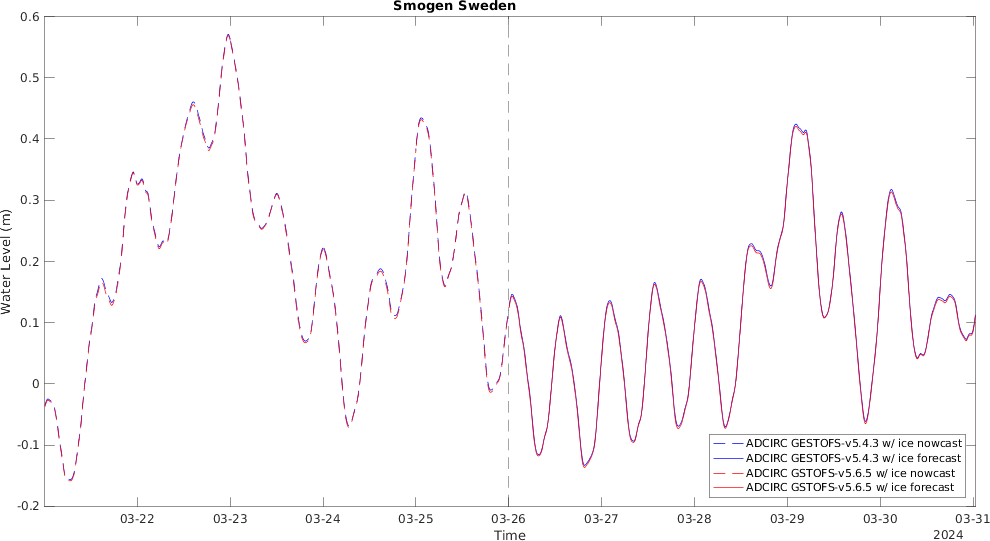 Smogen Sweden
0.6
0.5
0.4
0.3
0.2
0.1
0
-0.1
-0.2
Water Level (m)
03-22 03-23 03-24 03-25 03-26 03-27 03-28 03-29 03-30 03-31
Time
2024
ADCIRC GESTOFS-v5.4.3 w/ ice nowcast
ADCIRC GESTOFS-v5.4.3 w/ ice forecast
ADCIRC GSTOFS-v5.6.5 w/ ice nowcast
ADCIRC GSTOFS-v5.6.5 w/ ice forecast